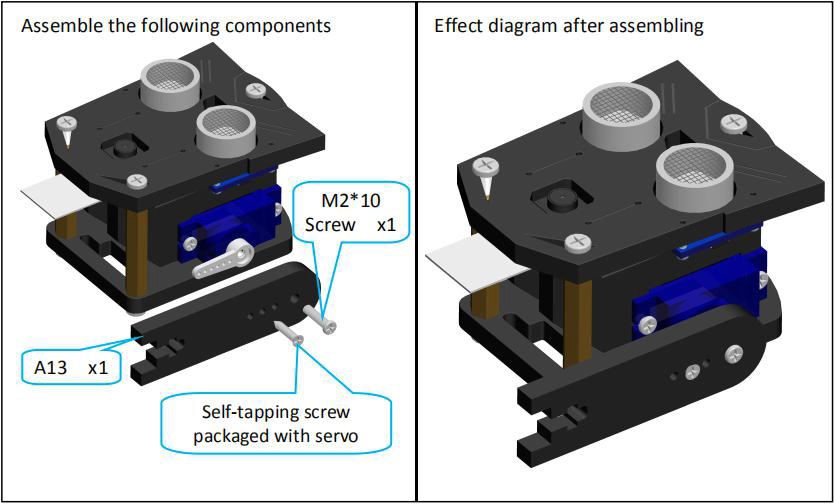 Assemble the following components
Effect diagram after assembling
M2*10
Screw x1
A13 x1
Self-tapping screw
packaged with servo